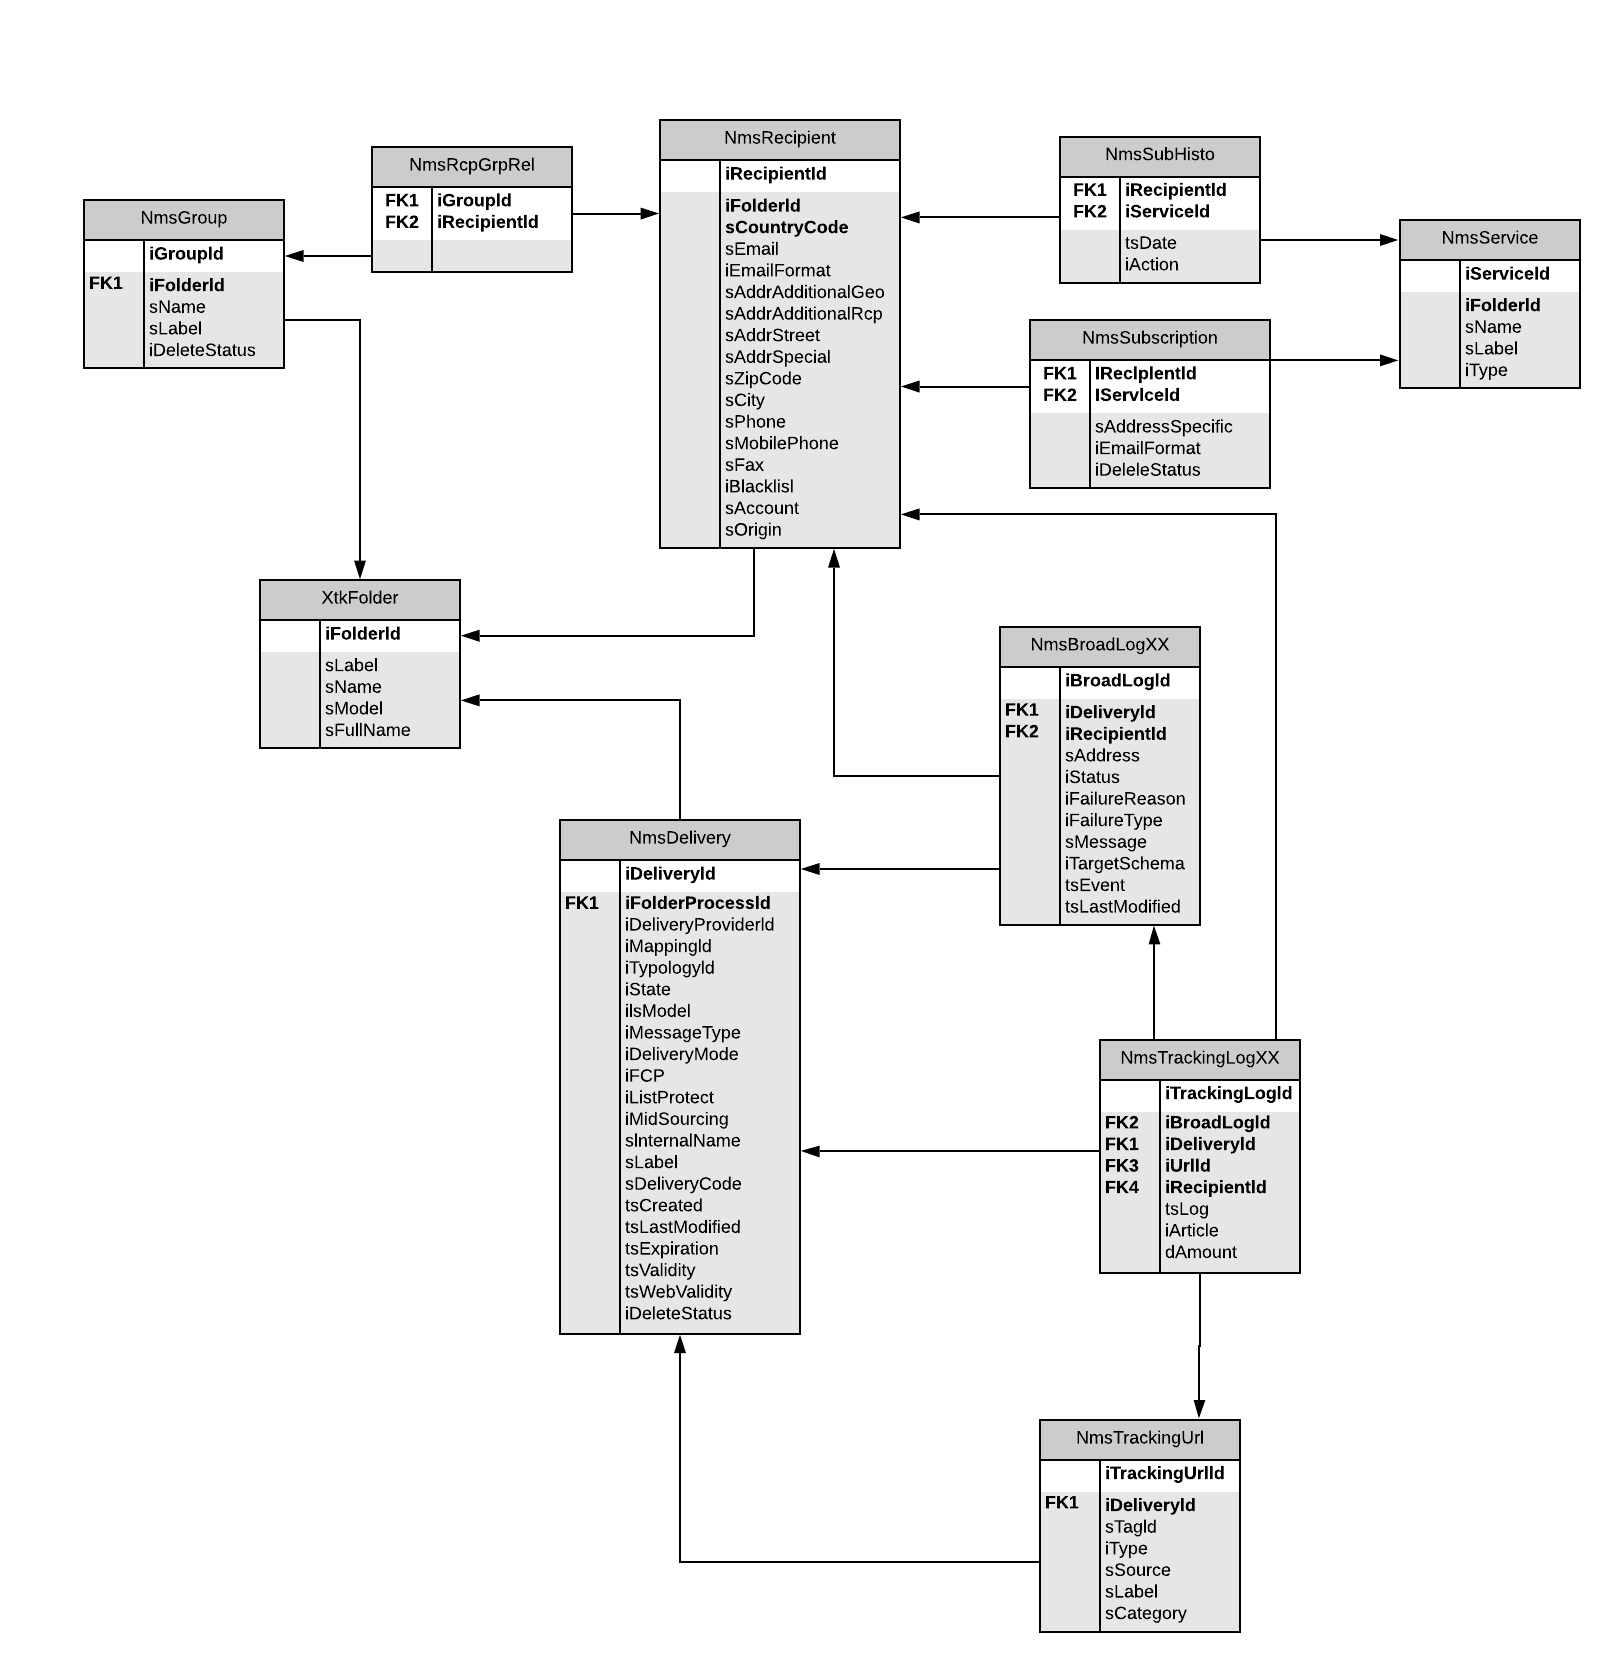 NmsRecipient
iRecipientId
iFolderId
sCountryCode
sEmail
iEmailFormat
sAddrAdditionalGeo
sAddrAdditionalRcp
sAddrStreet
sAddrSpecial
sZipCode
sCity
sPhone
sMobilePhone
sFax
iBlacklisl
sAccount
sOrigin
NmsRcpGrpRel
FK1 iGroupId
FK2 iRecipientId
NmsGroup
iGroupId
FK1 iFolderId
sName
sLabel
iDeleteStatus
NmsSubHisto
FK1 iRecipientId
FK2 iServiceId
tsDate
iAction
NmsService
iServiceId
iFolderId
sName
sLabel
iType
NmsSubscription
FK1 IRecIpIentId
FK2 IServIceId
sAddressSpecific
iEmailFormat
iDeleleStatus
XtkFolder
iFolderId
sLabel
sName
sModel
sFullName
NmsBroadLogXX
iBroadLogId
FK1 iDeliveryId
FK2 iRecipientId
sAddress
iStatus
iFailureReason
iFailureType
sMessage
iTargetSchema
tsEvent
tsLastModified
NmsDelivery
iDeliveryId
FK1 iFolderProcessId
iDeliveryProviderId
iMappingId
iTypologyId
iState
iIsModel
iMessageType
iDeliveryMode
iFCP
iListProtect
iMidSourcing
sInternalName
sLabel
sDeliveryCode
tsCreated
tsLastModified
tsExpiration
tsValidity
tsWebValidity
iDeleteStatus
NmsTrackingLogXX
iTrackingLogId
FK2 iBroadLogId
FK1 iDeliveryId
FK3 iUrlId
FK4 iRecipientId
tsLog
iArticle
dAmount
NmsTrackingUrl
iTrackingUrlId
FK1 iDeliveryId
sTagId
iType
sSource
sLabel
sCategory